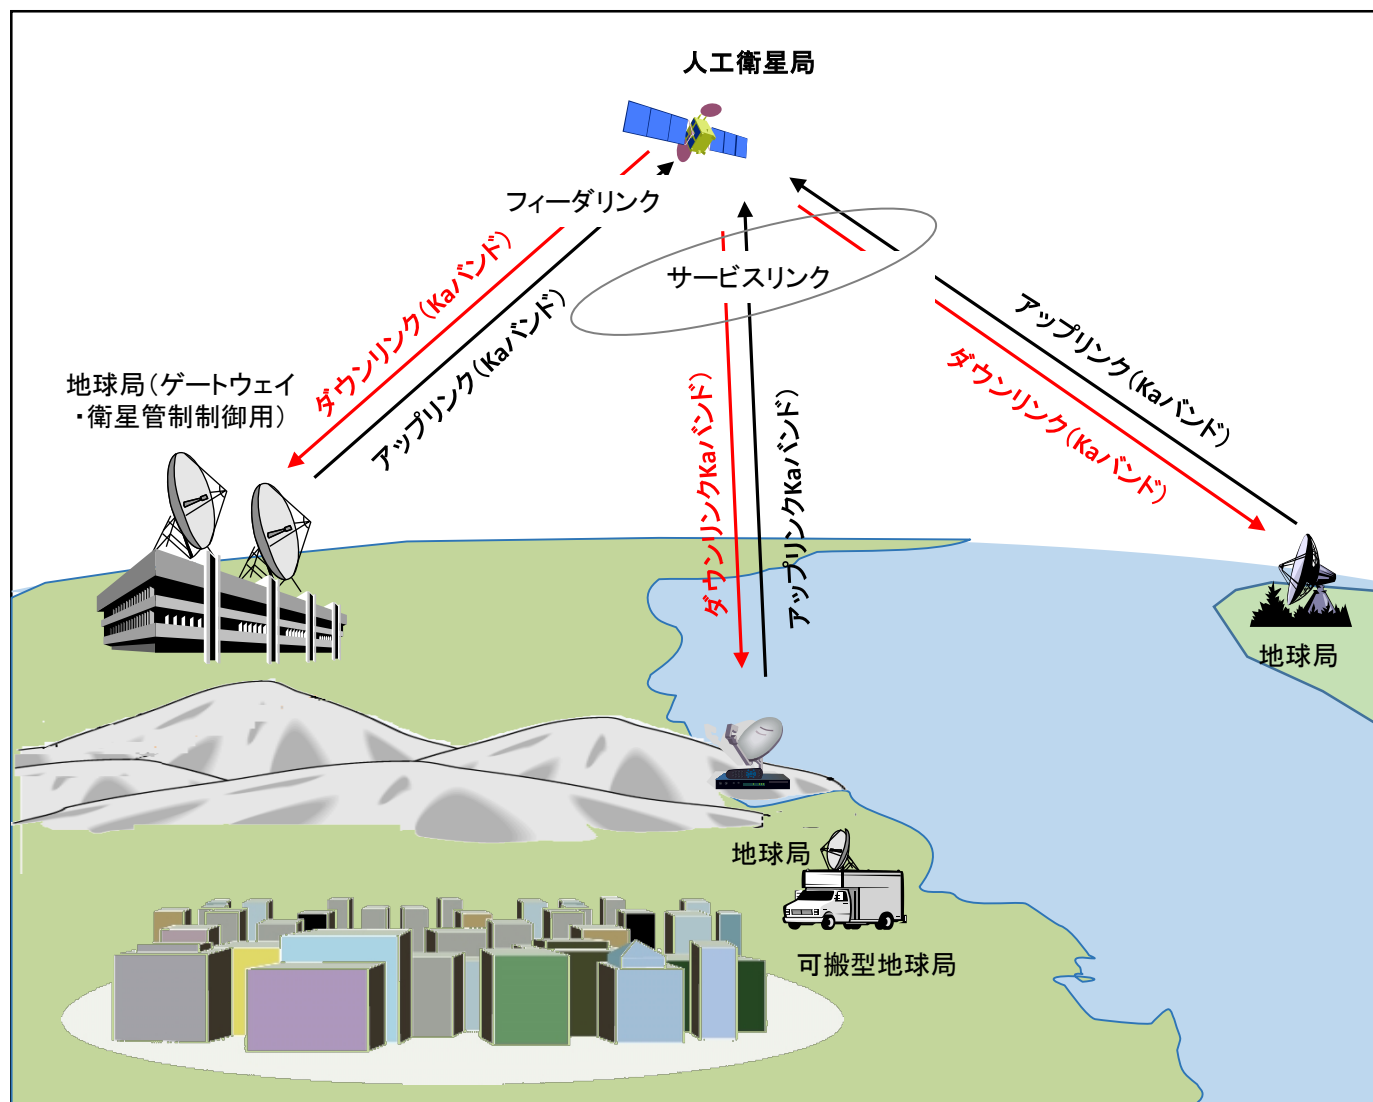 人工衛星局
フィーダリンク
サービスリンク
ダウンリンク(Kaバンド)
アップリンク(Kaバンド)
アップリンク(Kaバンド)
ダウンリンク(Kaバンド)
ダウンリンクKaバンド)
アップリンクKaバンド)
地球局(ゲートウェイ
・衛星管制制御用)
地球局
地球局
可搬型地球局